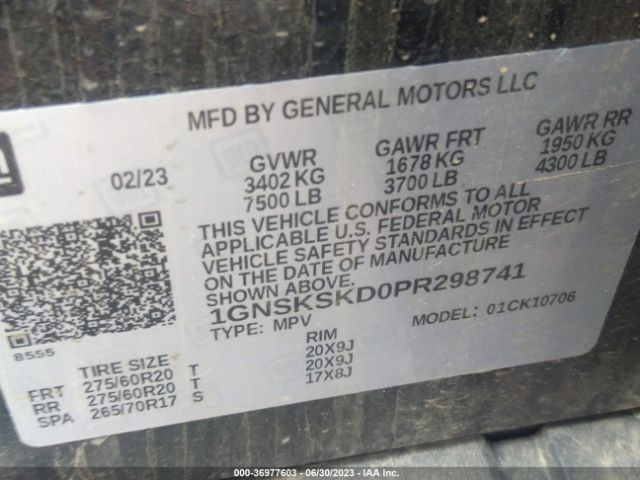 MFD BY GENERAL MOTORS LLC
02/23
GVWR
3402 KG
7500 LB
GAWR FRT
1678 KG
3700 LB
GAWR RR
1950 KG
4300 LB
THIS VEHICLE CONFORMS TO ALL
APPLICABLE U.S. FEDERAL MOTOR
VEHICLE SAFETY STANDARDS IN EFFECT
ON THE DATE OF MANUFACTURE
SHOWN ABOVE.
1GNSKSKD0PR298741
TYPE: MPV MODEL: 01CK10706
8555
TIRE SIZE RIM
FRT 275/60R20 T 20X9J
RR 275/60R20 T 20X9J
SPA 265/70R17 S 17X8J
000-36977603 - 06/30/2023 - IAA Inc.